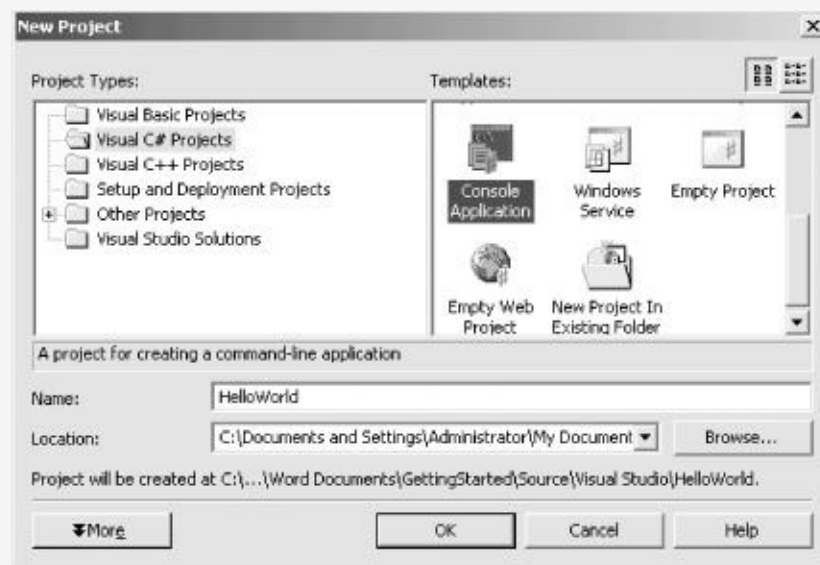 New Project
Project Types:
Templates:
Visual Basic Projects
Visual C# Projects
Visual C++ Projects
Setup and Deployment Projects
Other Projects
Visual Studio Solutions
Console Application
Windows Service
Empty Project
Empty Web Project
New Project In Existing Folder
A project for creating a command-line application
Name:
HelloWorld
Location:
C:\Documents and Settings\Administrator\My Document
Browse...
Project will be created at C:\...\Word Documents\GettingStarted\Source\Visual Studio\HelloWorld.
More
OK
Cancel
Help